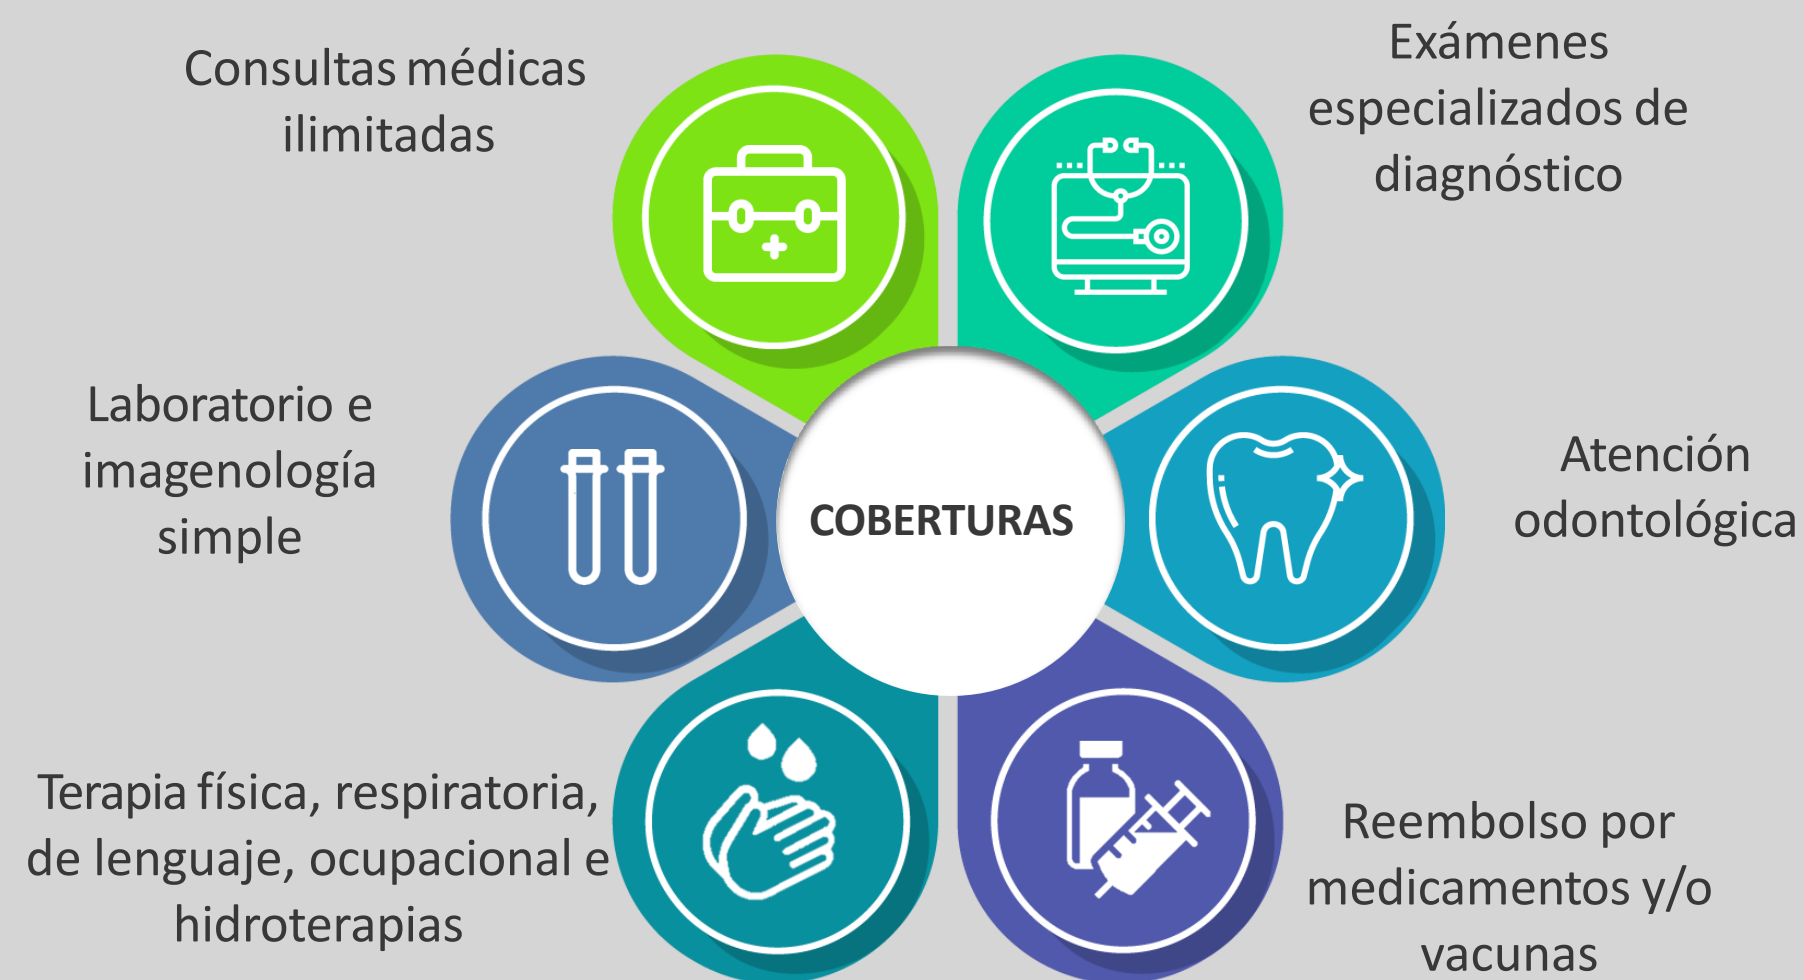 Consultas médicas
ilimitadas
Exámenes
especializados de
diagnóstico
Laboratorio e
imagenología
simple
COBERTURAS
Atención
odontológica
Terapia física, respiratoria,
de lenguaje, ocupacional e
hidroterapias
Reembolso por
medicamentos y/o
vacunas